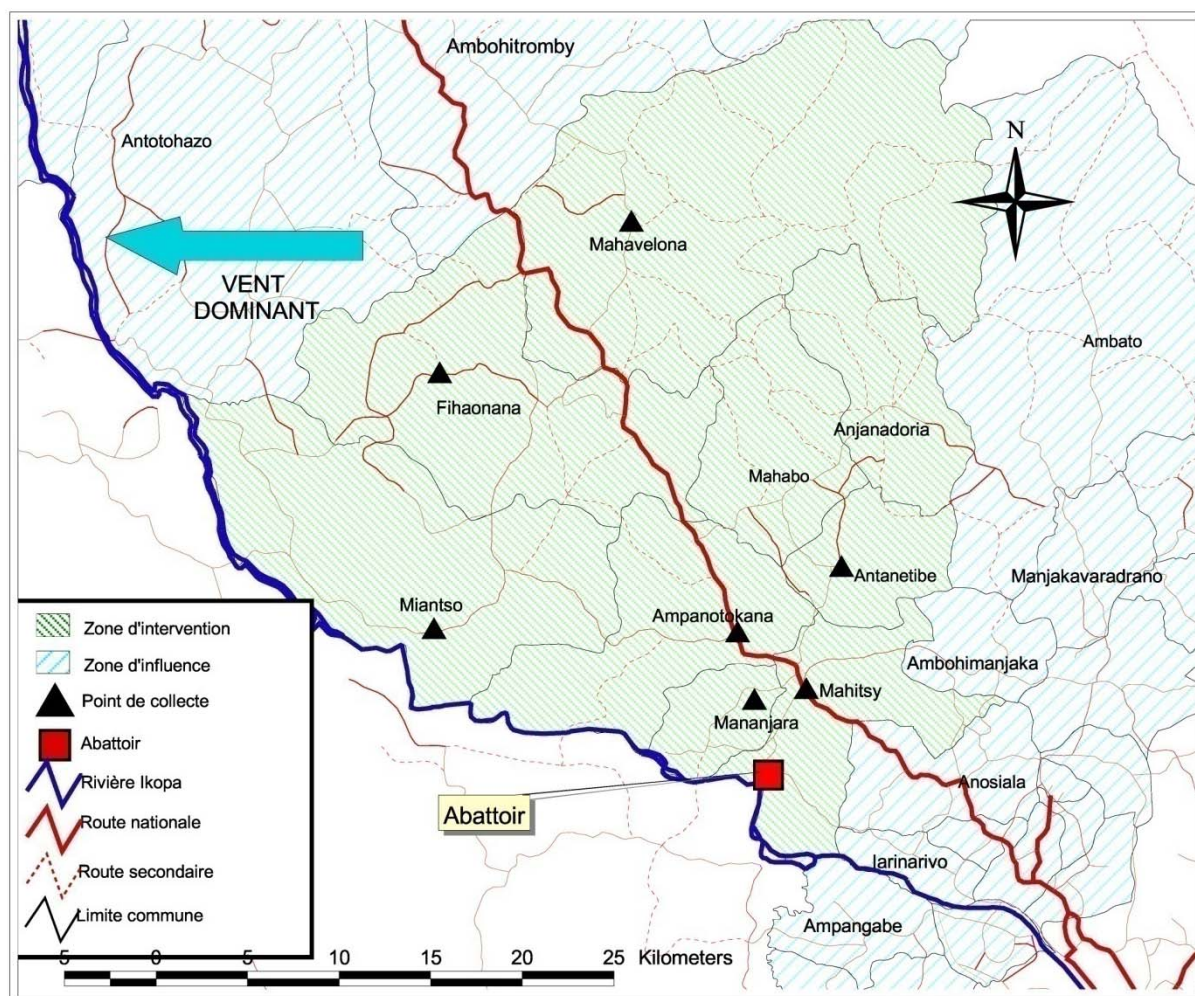 Ambohitromby
Antotohazo
N
Mahavelona
VENT
DOMINANT
Ambato
Fihaonana
Anjanadoria
Mahabo
Antanetibe
Manjakavaradrano
Miantso
Ampanotokana
Ambohimanjaka
Mahitsy
Mananjara
Anosiala
Abattoir
Iarinarivo
Ampangabe
Zone d'intervention
Zone d'influence
Point de collecte
Abattoir
Rivière Ikopa
Route nationale
Route secondaire
Limite commune
5 0 5 10 15 20 25 Kilometers